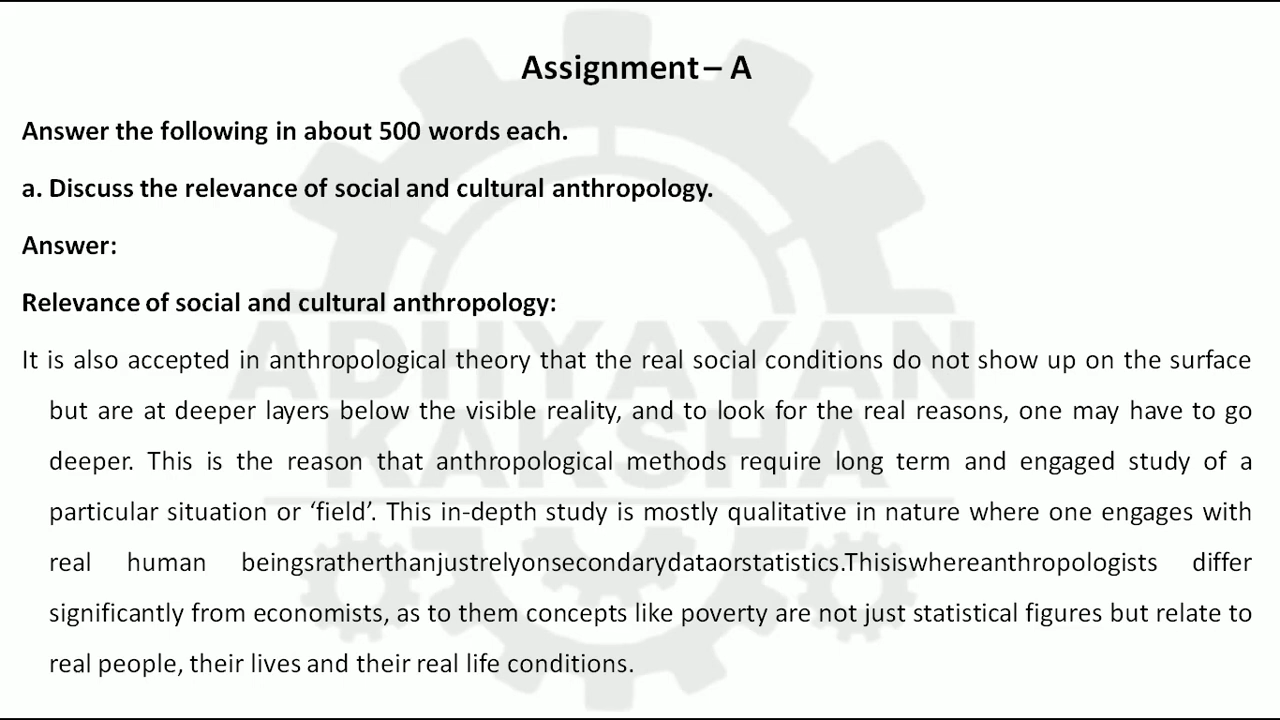 Assignment – A
Answer the following in about 500 words each.
a. Discuss the relevance of social and cultural anthropology.
Answer:
Relevance of social and cultural anthropology:
It is also accepted in anthropological theory that the real social conditions do not show up on the surface
but are at deeper layers below the visible reality, and to look for the real reasons, one may have to go
deeper. This is the reason that anthropological methods require long term and engaged study of a
particular situation or ‘field’. This in-depth study is mostly qualitative in nature where one engages with
real human beingsratherthanjustrelyonsecondarydataorstatistics.Thisiswhereanthropologists differ
significantly from economists, as to them concepts like poverty are not just statistical figures but relate to
real people, their lives and their real life conditions.
ADHYAYAN
KAKSHA